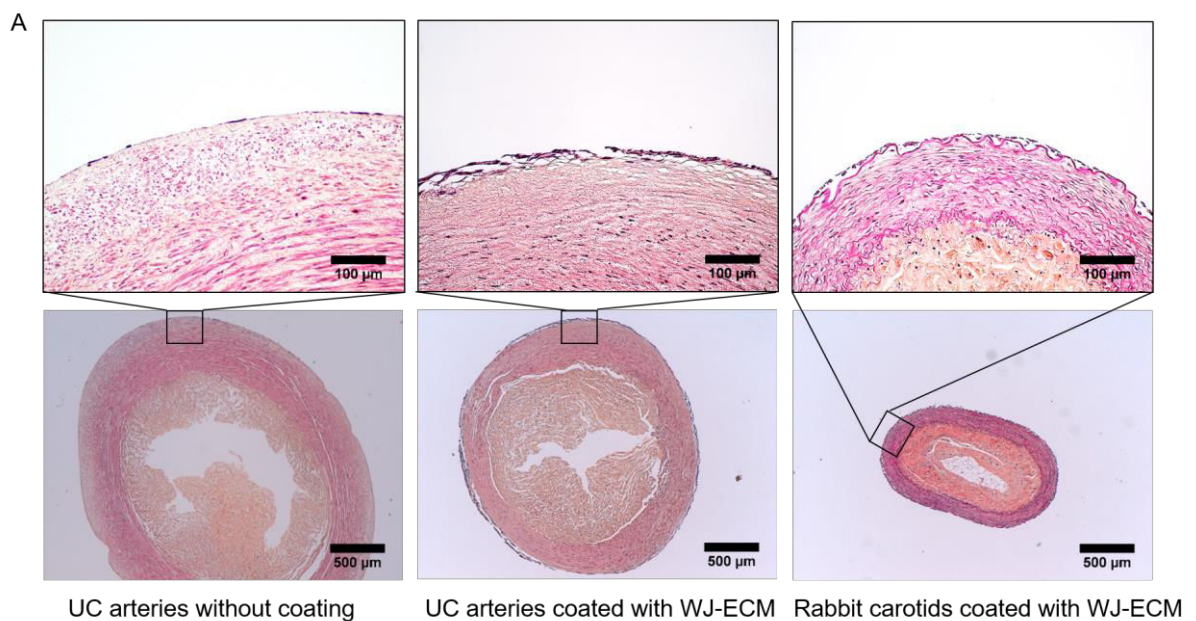 A
100 µm
100 µm
100 µm
500 µm
500 µm
500 µm
UC arteries without coating
UC arteries coated with WJ-ECM
Rabbit carotids coated with WJ-ECM